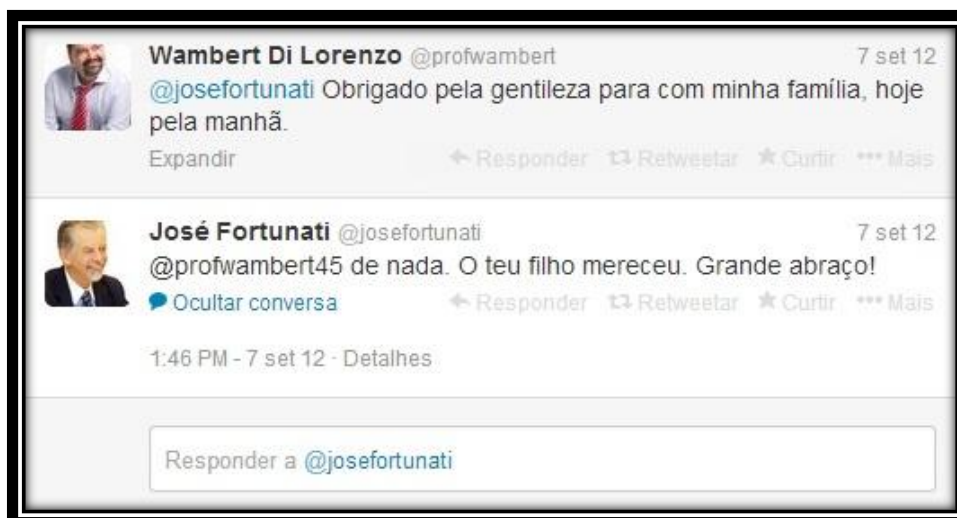 Wambert Di Lorenzo @profwambert 7 set 12
@josefortunati Obrigado pela gentileza para com minha família, hoje
pela manhã.
Expandir Responder Retweetar Curtir Mais
José Fortunati @josefortunati 7 set 12
@profwambert45 de nada. O teu filho mereceu. Grande abraço!
Ocultar conversa Responder Retweetar Curtir Mais
1:46 PM - 7 set 12 · Detalhes
Responder a @josefortunati